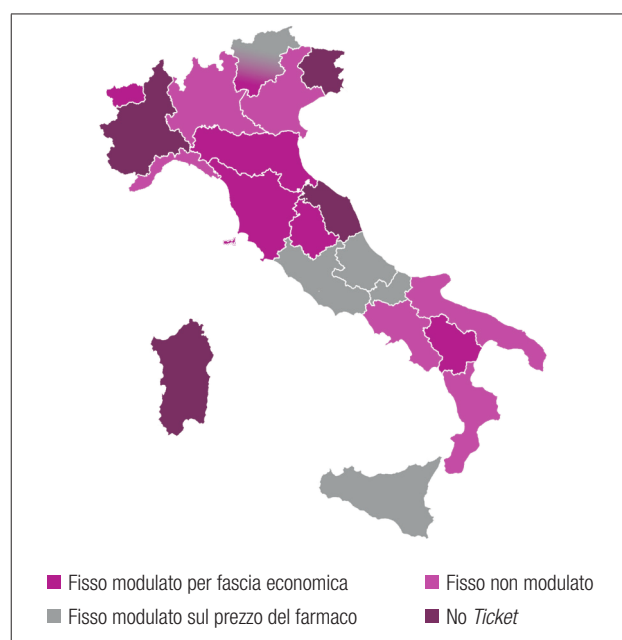 Fisso modulato per fascia economica
Fisso non modulato
Fisso modulato sul prezzo del farmaco
No Ticket